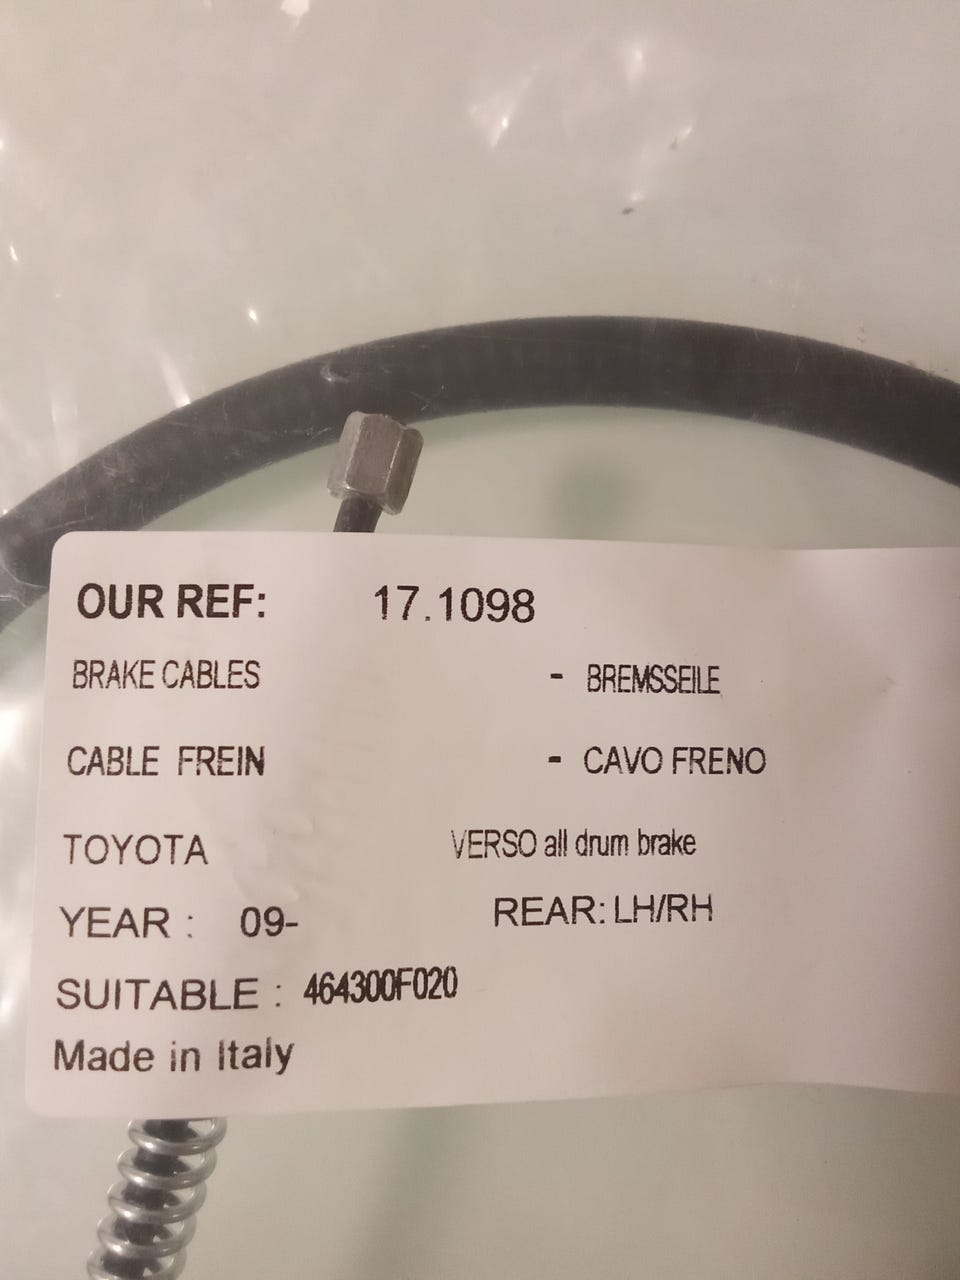 OUR REF: 17.1098
BRAKE CABLES - BREMSSEILE
CABLE FREIN - CAVO FRENO
TOYOTA VERSO all drum brake
YEAR : 09- REAR: LH/RH
SUITABLE : 464300F020
Made in Italy